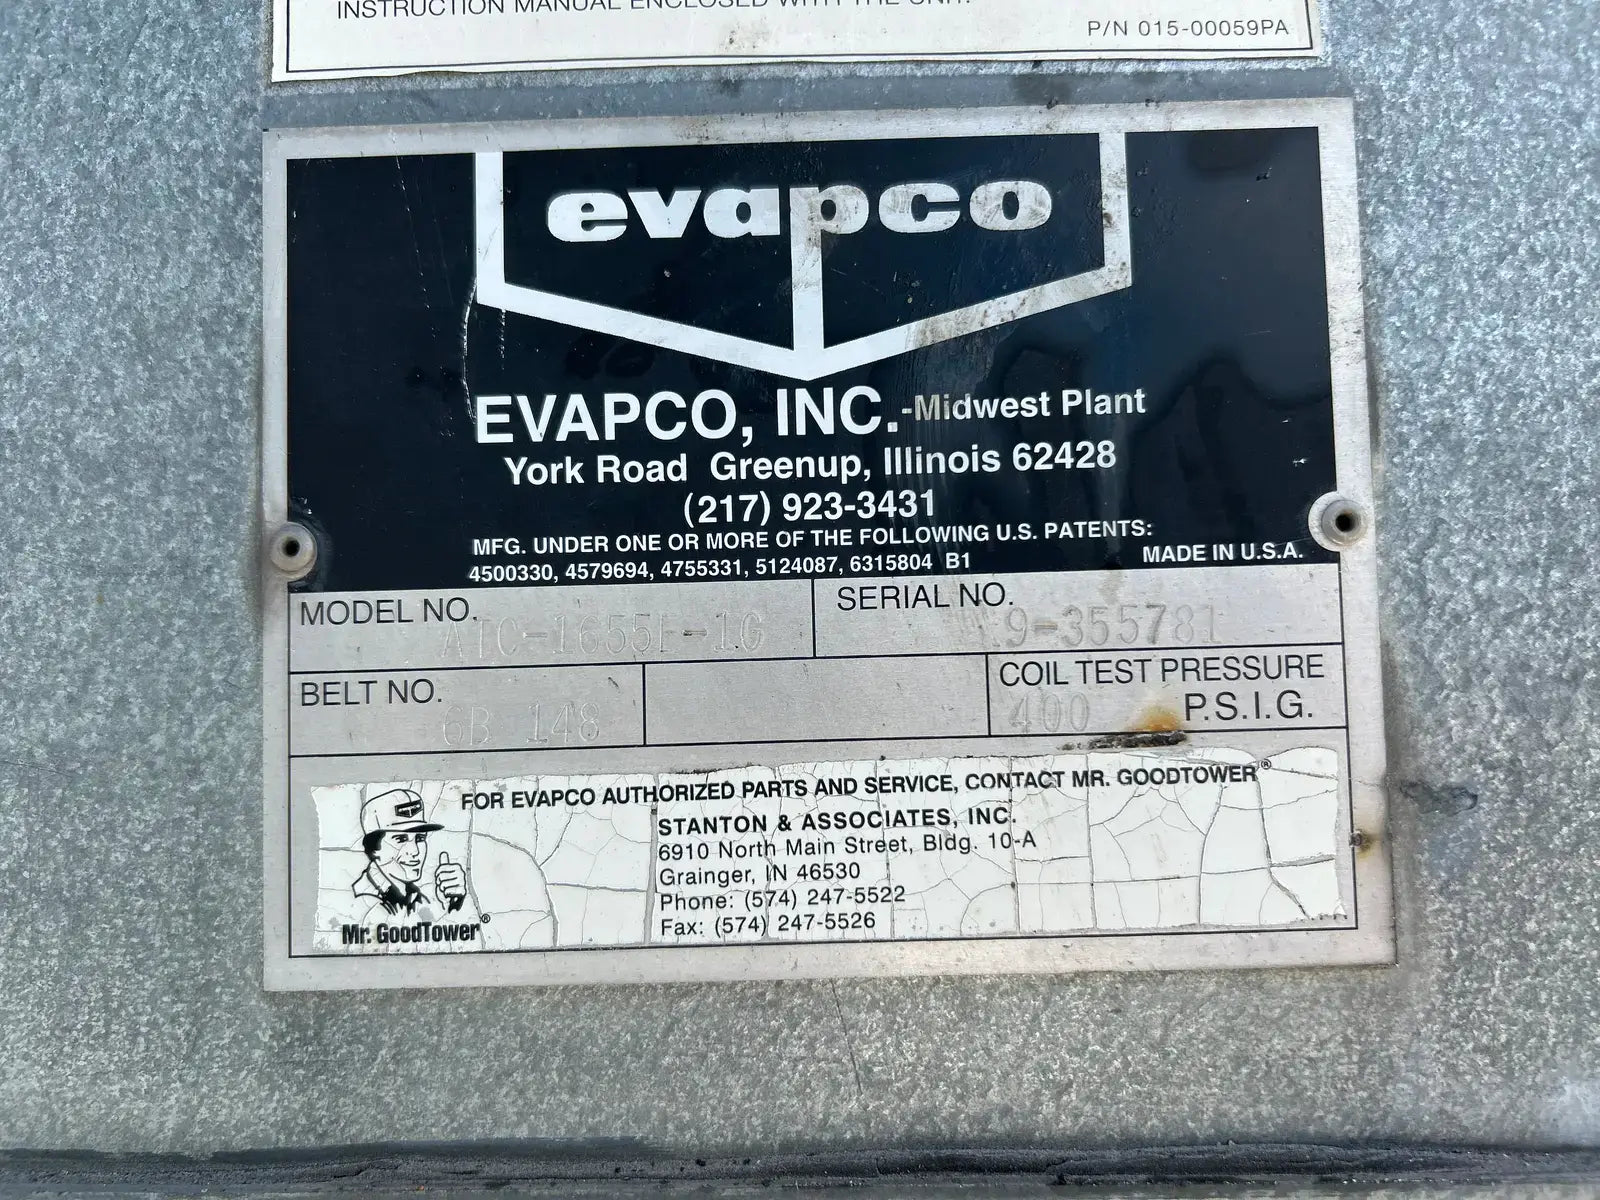 INSTRUCTION MANUAL ENCLOSED WITH THE UNIT.
P/N 015-00059PA
evapco
EVAPCO, INC.-Midwest Plant
York Road Greenup, Illinois 62428
(217) 923-3431
MFG. UNDER ONE OR MORE OF THE FOLLOWING U.S. PATENTS:
4500330, 4579694, 4755331, 5124087, 6315804 B1
MADE IN U.S.A.
MODEL NO.
SERIAL NO.
9-355781
BELT NO.
6B 148
COIL TEST PRESSURE
400 P.S.I.G.
FOR EVAPCO AUTHORIZED PARTS AND SERVICE, CONTACT MR. GOODTOWER®
STANTON & ASSOCIATES, INC.
6910 North Main Street, Bldg. 10-A
Grainger, IN 46530
Phone: (574) 247-5522
Fax: (574) 247-5526
Mr. GoodTower®